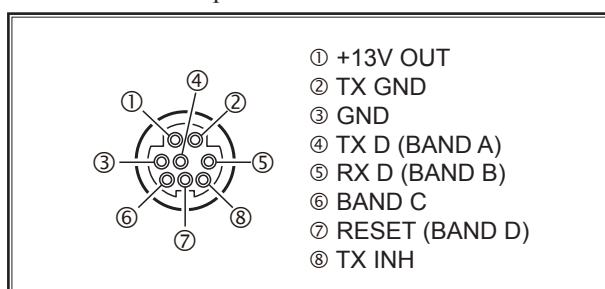 ① +13V OUT
② TX GND
③ GND
④ TX D (BAND A)
⑤ RX D (BAND B)
⑥ BAND C
⑦ RESET (BAND D)
⑧ TX INH
④
① ②
③ ⑤
⑥ ⑧
⑦